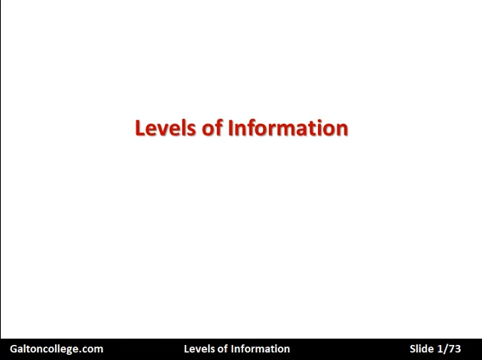 Levels of Information
Galtoncollege.com Levels of Information Slide 1/73